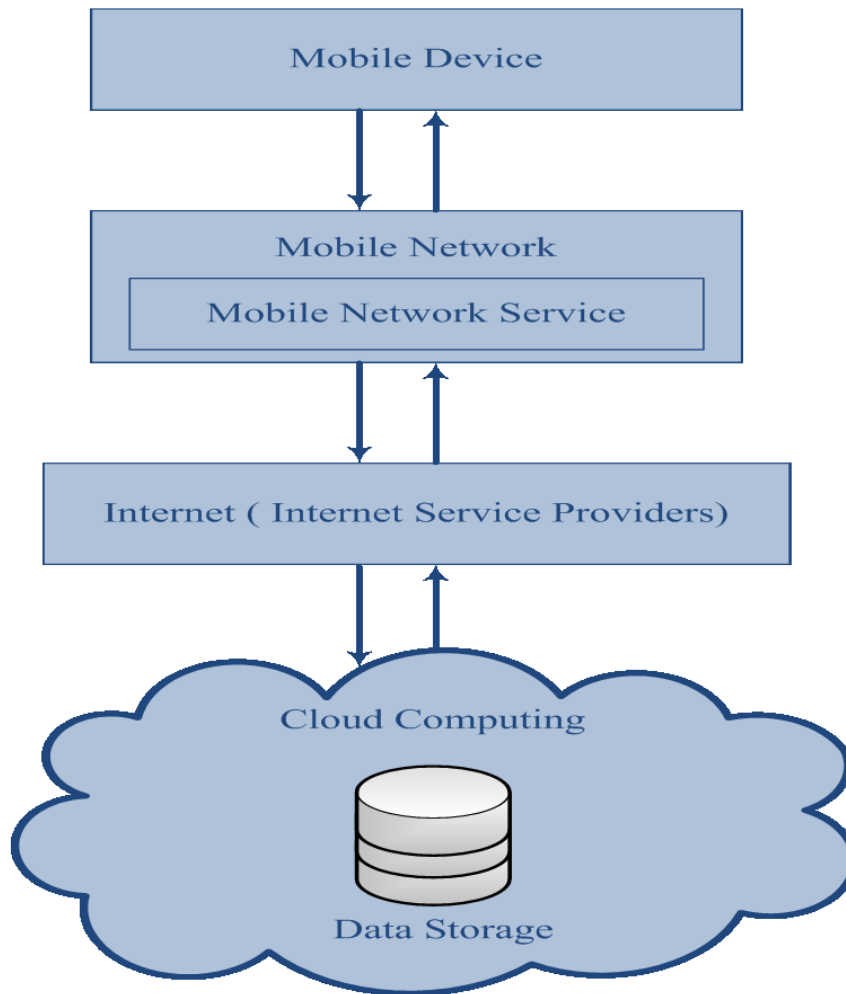 Mobile Device
Mobile Network
Mobile Network Service
Internet ( Internet Service Providers)
Cloud Computing
Data Storage